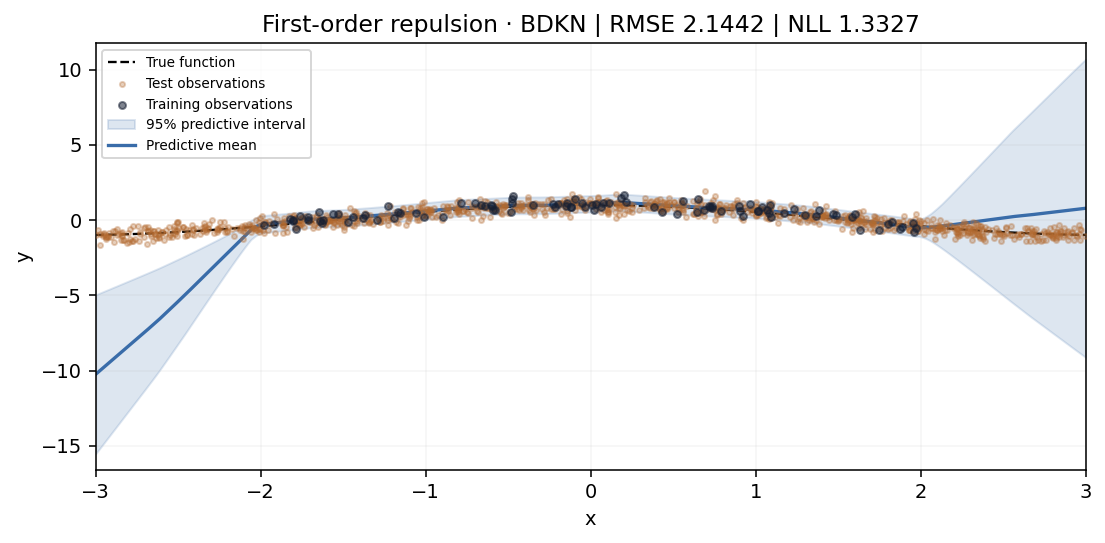 First-order repulsion · BDKN | RMSE 2.1442 | NLL 1.3327
True function
Test observations
Training observations
95% predictive interval
Predictive mean
10
5
0
−5
−10
−15
y
−3
−2
−1
0
1
2
3
x